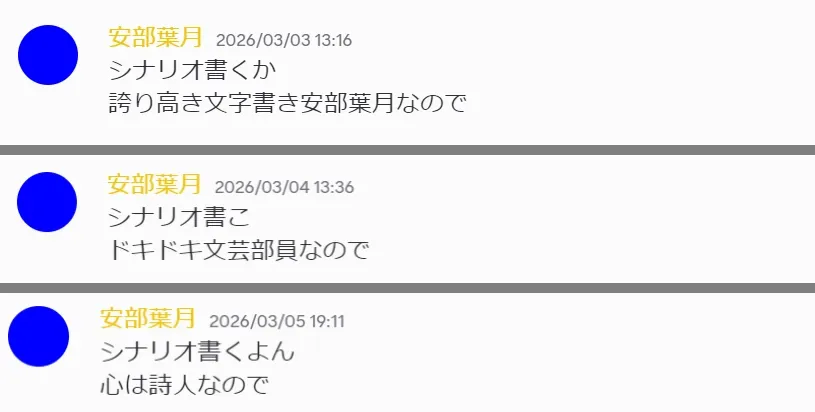 安部葉月 2026/03/03 13:16
シナリオ書くか
誇り高き文字書き安部葉月なので
安部葉月 2026/03/04 13:36
シナリオ書こ
ドキドキ文芸部員なので
安部葉月 2026/03/05 19:11
シナリオ書くよん
心は詩人なので